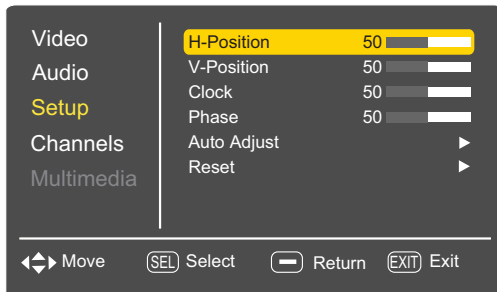 Video
Audio
Setup
Channels
Multimedia
H-Position 50
V-Position 50
Clock 50
Phase 50
Auto Adjust
Reset
Move SEL Select Return EXIT Exit